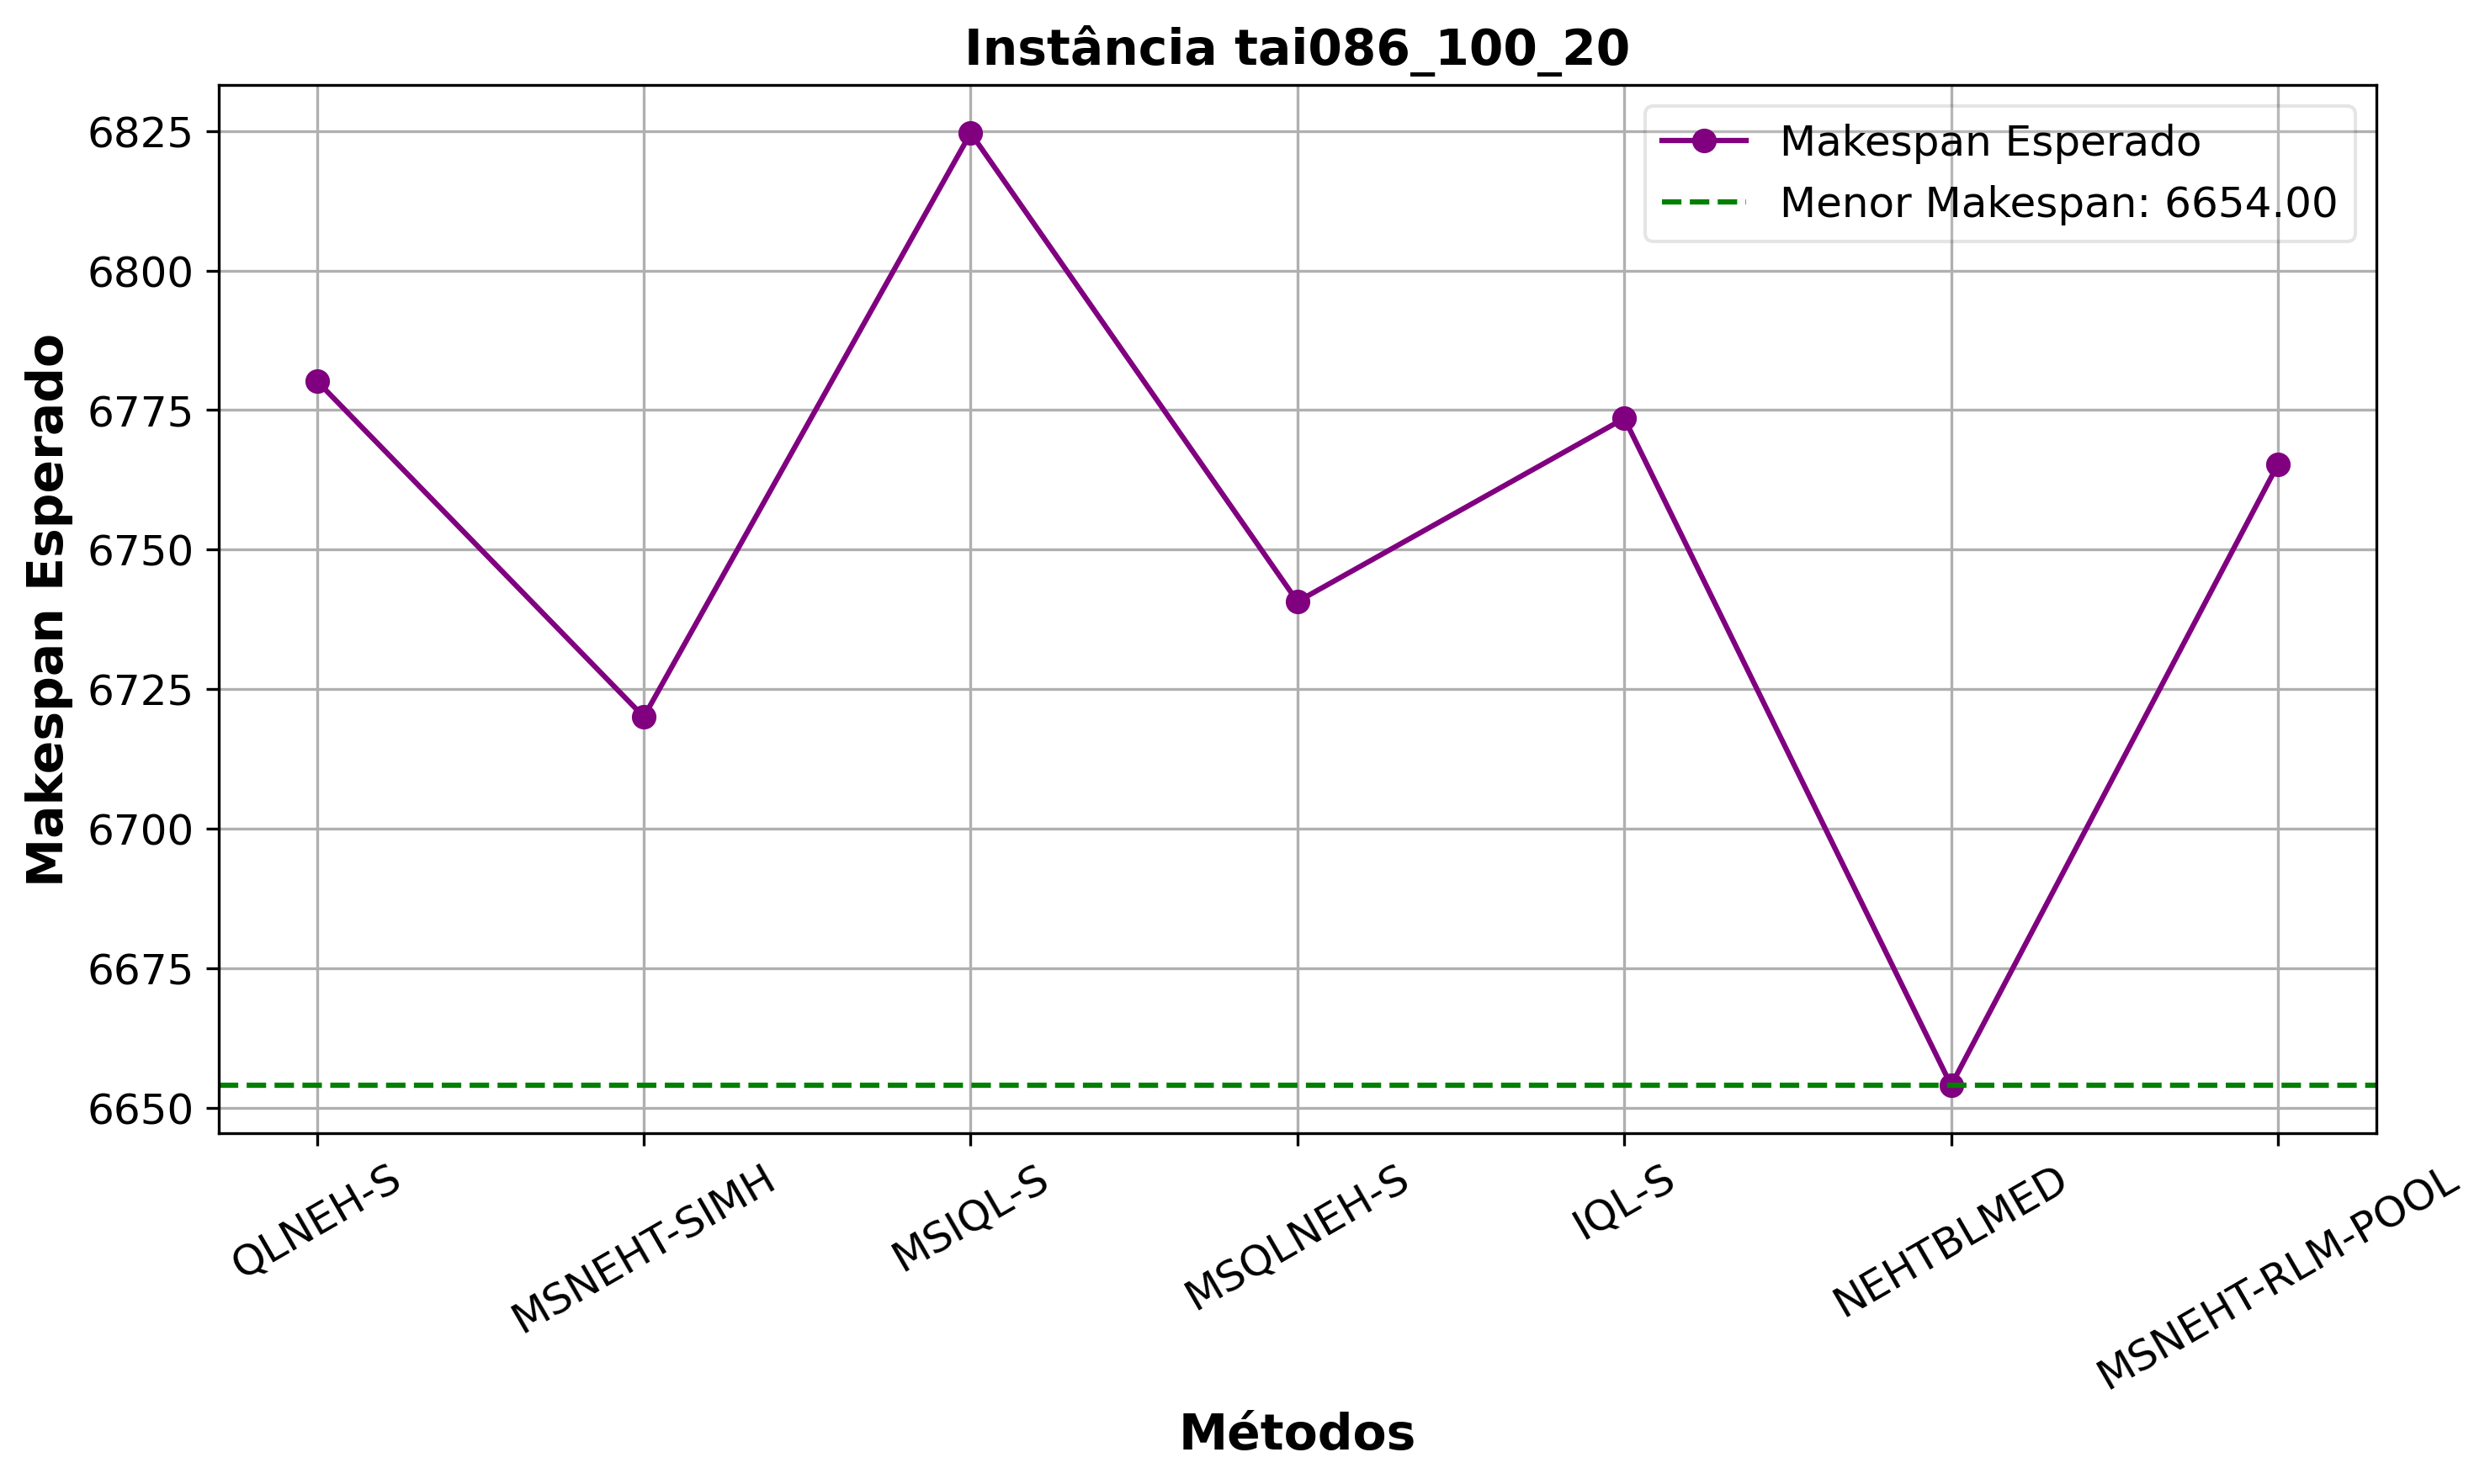 Instância tai086_100_20
Makespan Esperado
Menor Makespan: 6654.00
Makespan Esperado
6825
6800
6775
6750
6725
6700
6675
6650
QLNEH-S
MSNEHT-SIMH
MSIQL-S
MSQLNEH-S
IQL-S
NEHTBLMED
MSNEHT-RLM-POOL
Métodos